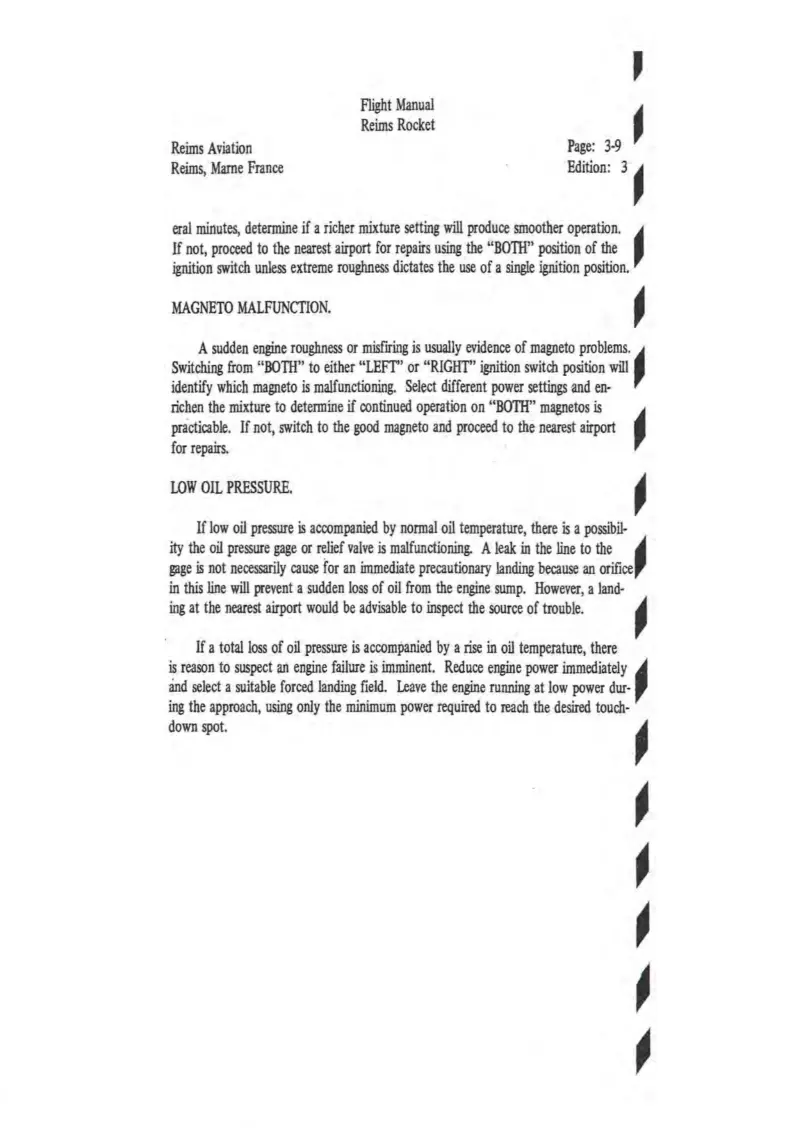 Flight Manual
Reims Rocket
Reims Aviation Page: 3-9
Reims, Marne France Edition: 3
eral minutes, determine if a richer mixture setting will produce smoother operation.
If not, proceed to the nearest airport for repairs using the “BOTH” position of the
ignition switch unless extreme roughness dictates the use of a single ignition position.
MAGNETO MALFUNCTION.
A sudden engine roughness or misfiring is usually evidence of magneto problems.
Switching from “BOTH” to either “LEFT” or “RIGHT” ignition switch position will
identify which magneto is malfunctioning. Select different power settings and en-
richen the mixture to determine if continued operation on “BOTH” magnetos is
practicable. If not, switch to the good magneto and proceed to the nearest airport
for repairs.
LOW OIL PRESSURE.
If low oil pressure is accompanied by normal oil temperature, there is a possibil-
ity the oil pressure gage or relief valve is malfunctioning. A leak in the line to the
gage is not necessarily cause for an immediate precautionary landing because an orifice
in this line will prevent a sudden loss of oil from the engine sump. However, a land-
ing at the nearest airport would be advisable to inspect the source of trouble.
If a total loss of oil pressure is accompanied by a rise in oil temperature, there
is reason to suspect an engine failure is imminent. Reduce engine power immediately
and select a suitable forced landing field. Leave the engine running at low power dur-
ing the approach, using only the minimum power required to reach the desired touch-
down spot.